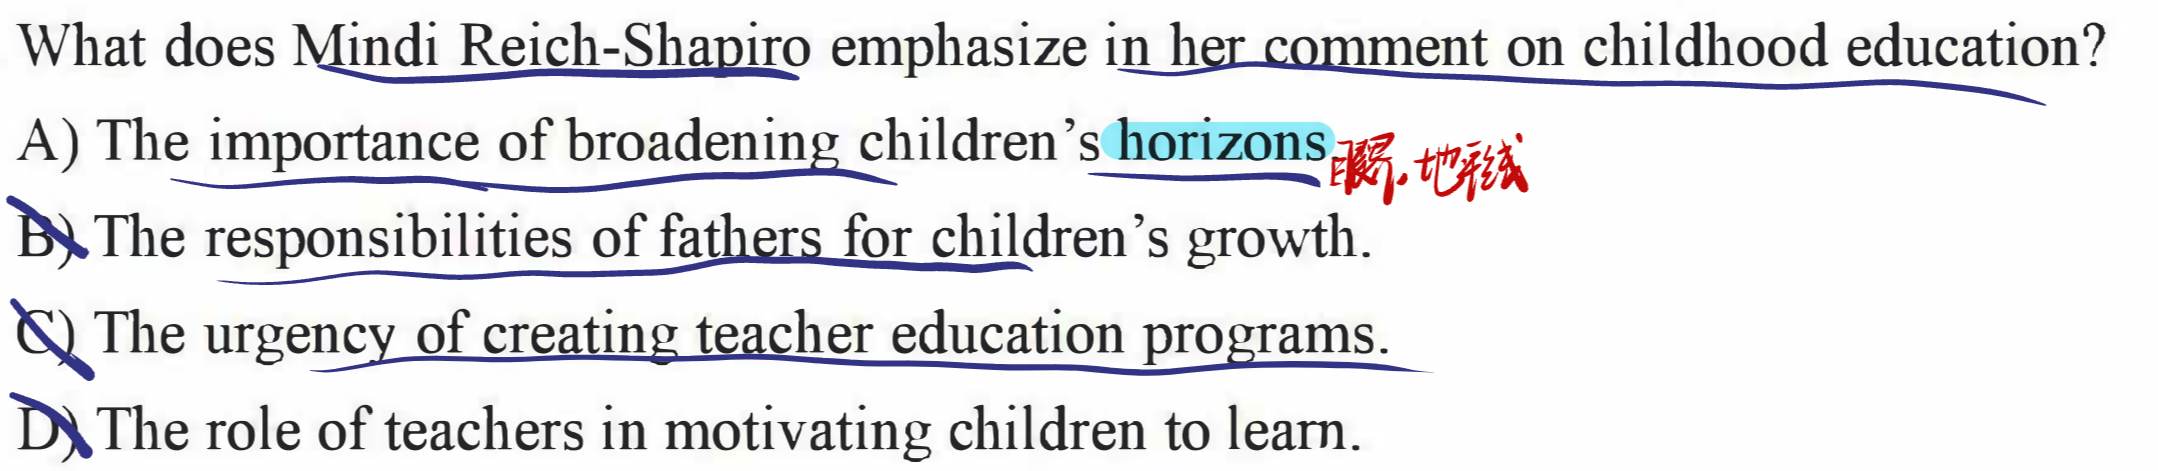 What does Mindi Reich-Shapiro emphasize in her comment on childhood education?
A) The importance of broadening children's horizons. 眼界. 地平线
B) The responsibilities of fathers for children's growth.
C) The urgency of creating teacher education programs.
D) The role of teachers in motivating children to learn.